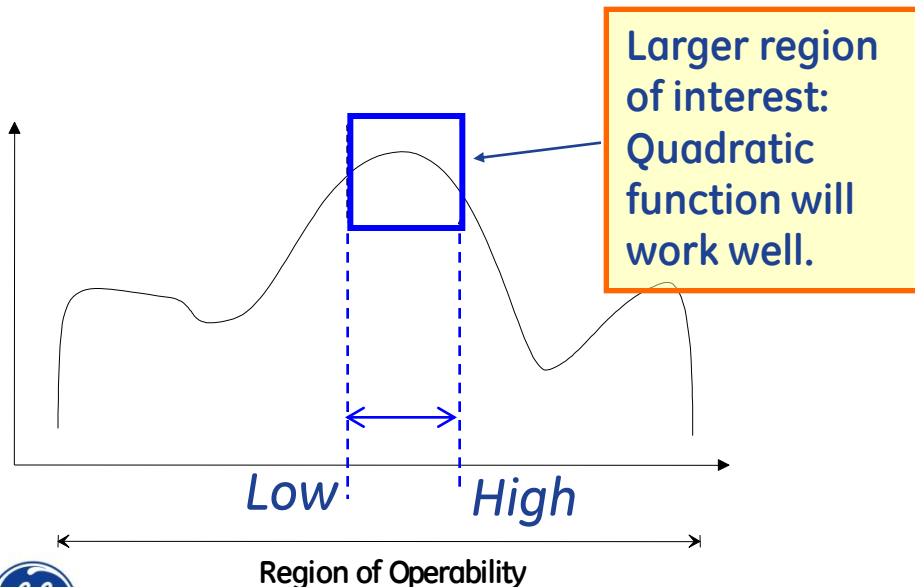 Larger region
of interest:
Quadratic
function will
work well.
Low
High
Region of Operability